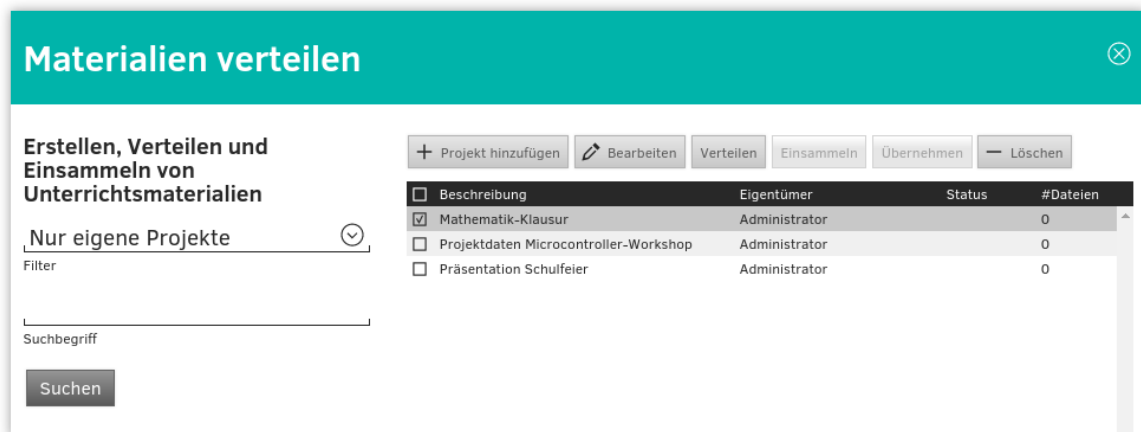 Materialien verteilen
Erstellen, Verteilen und
Einsammeln von
Unterrichtsmaterialien
Nur eigene Projekte
Filter
Suchbegriff
Suchen
Projekt hinzufügen Bearbeiten Verteilen Einsammeln Übernehmen Löschen
Beschreibung Eigentümer Status #Dateien
Mathematik-Klausur Administrator 0
Projektdaten Microcontroller-Workshop Administrator 0
Präsentation Schulfeier Administrator 0